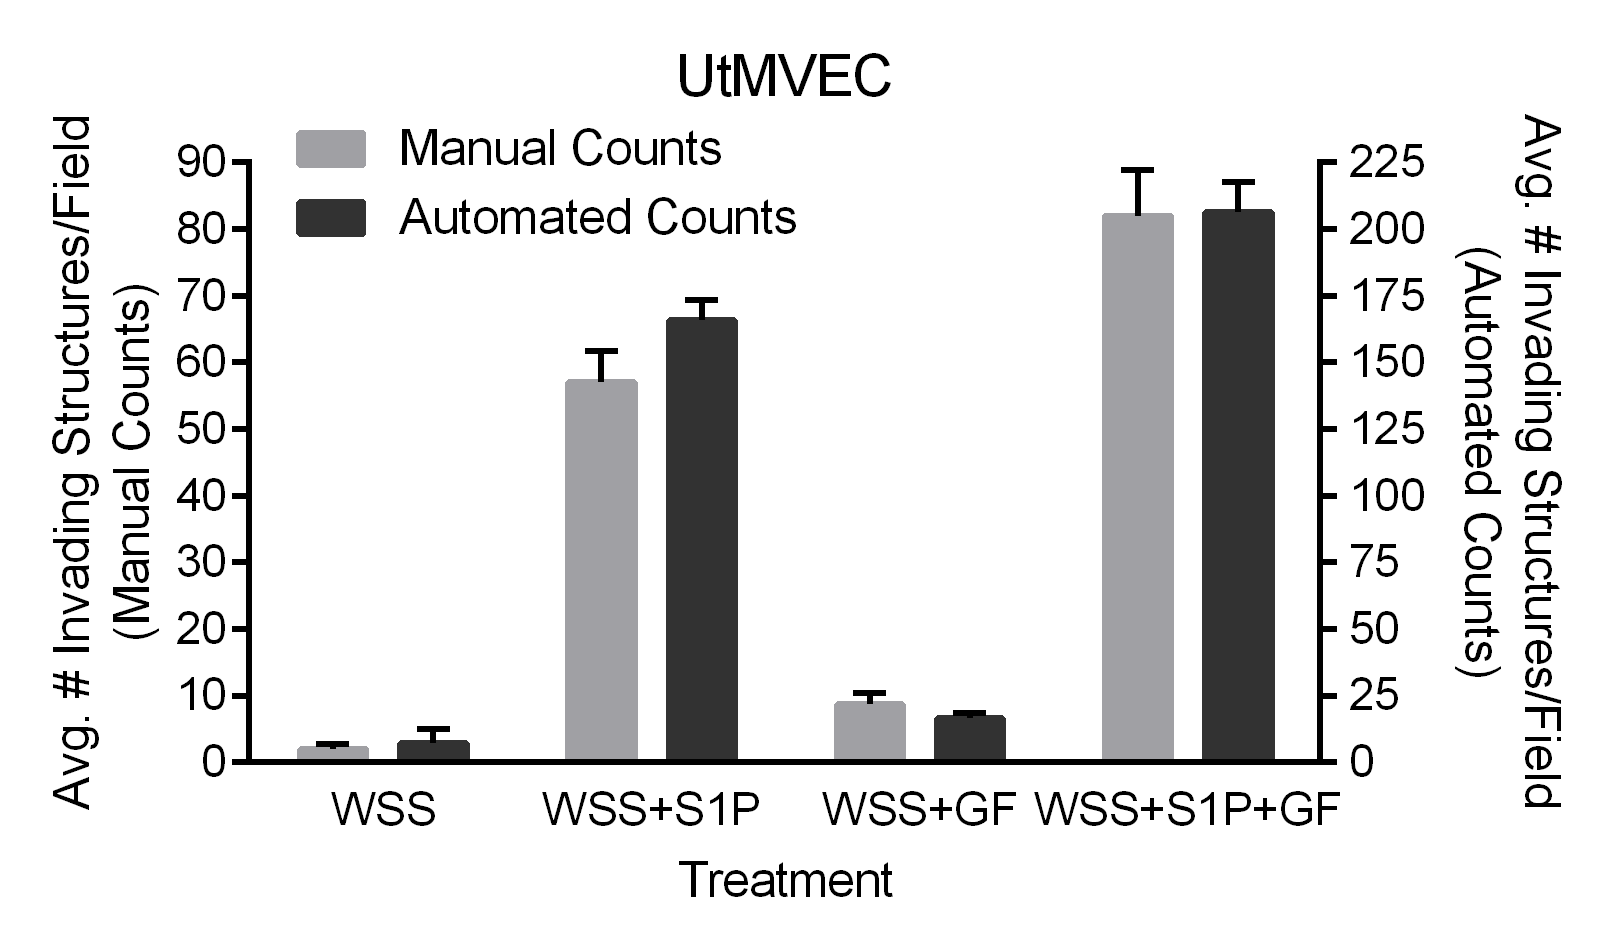 UtMVEC
Manual Counts
Automated Counts
Avg. # Invading Structures/Field
(Manual Counts)
90
80
70
60
50
40
30
20
10
0
225
200
175
150
125
100
75
50
25
0
Avg. # Invading Structures/Field
(Automated Counts)
WSS
WSS+S1P
WSS+GF
WSS+S1P+GF
Treatment